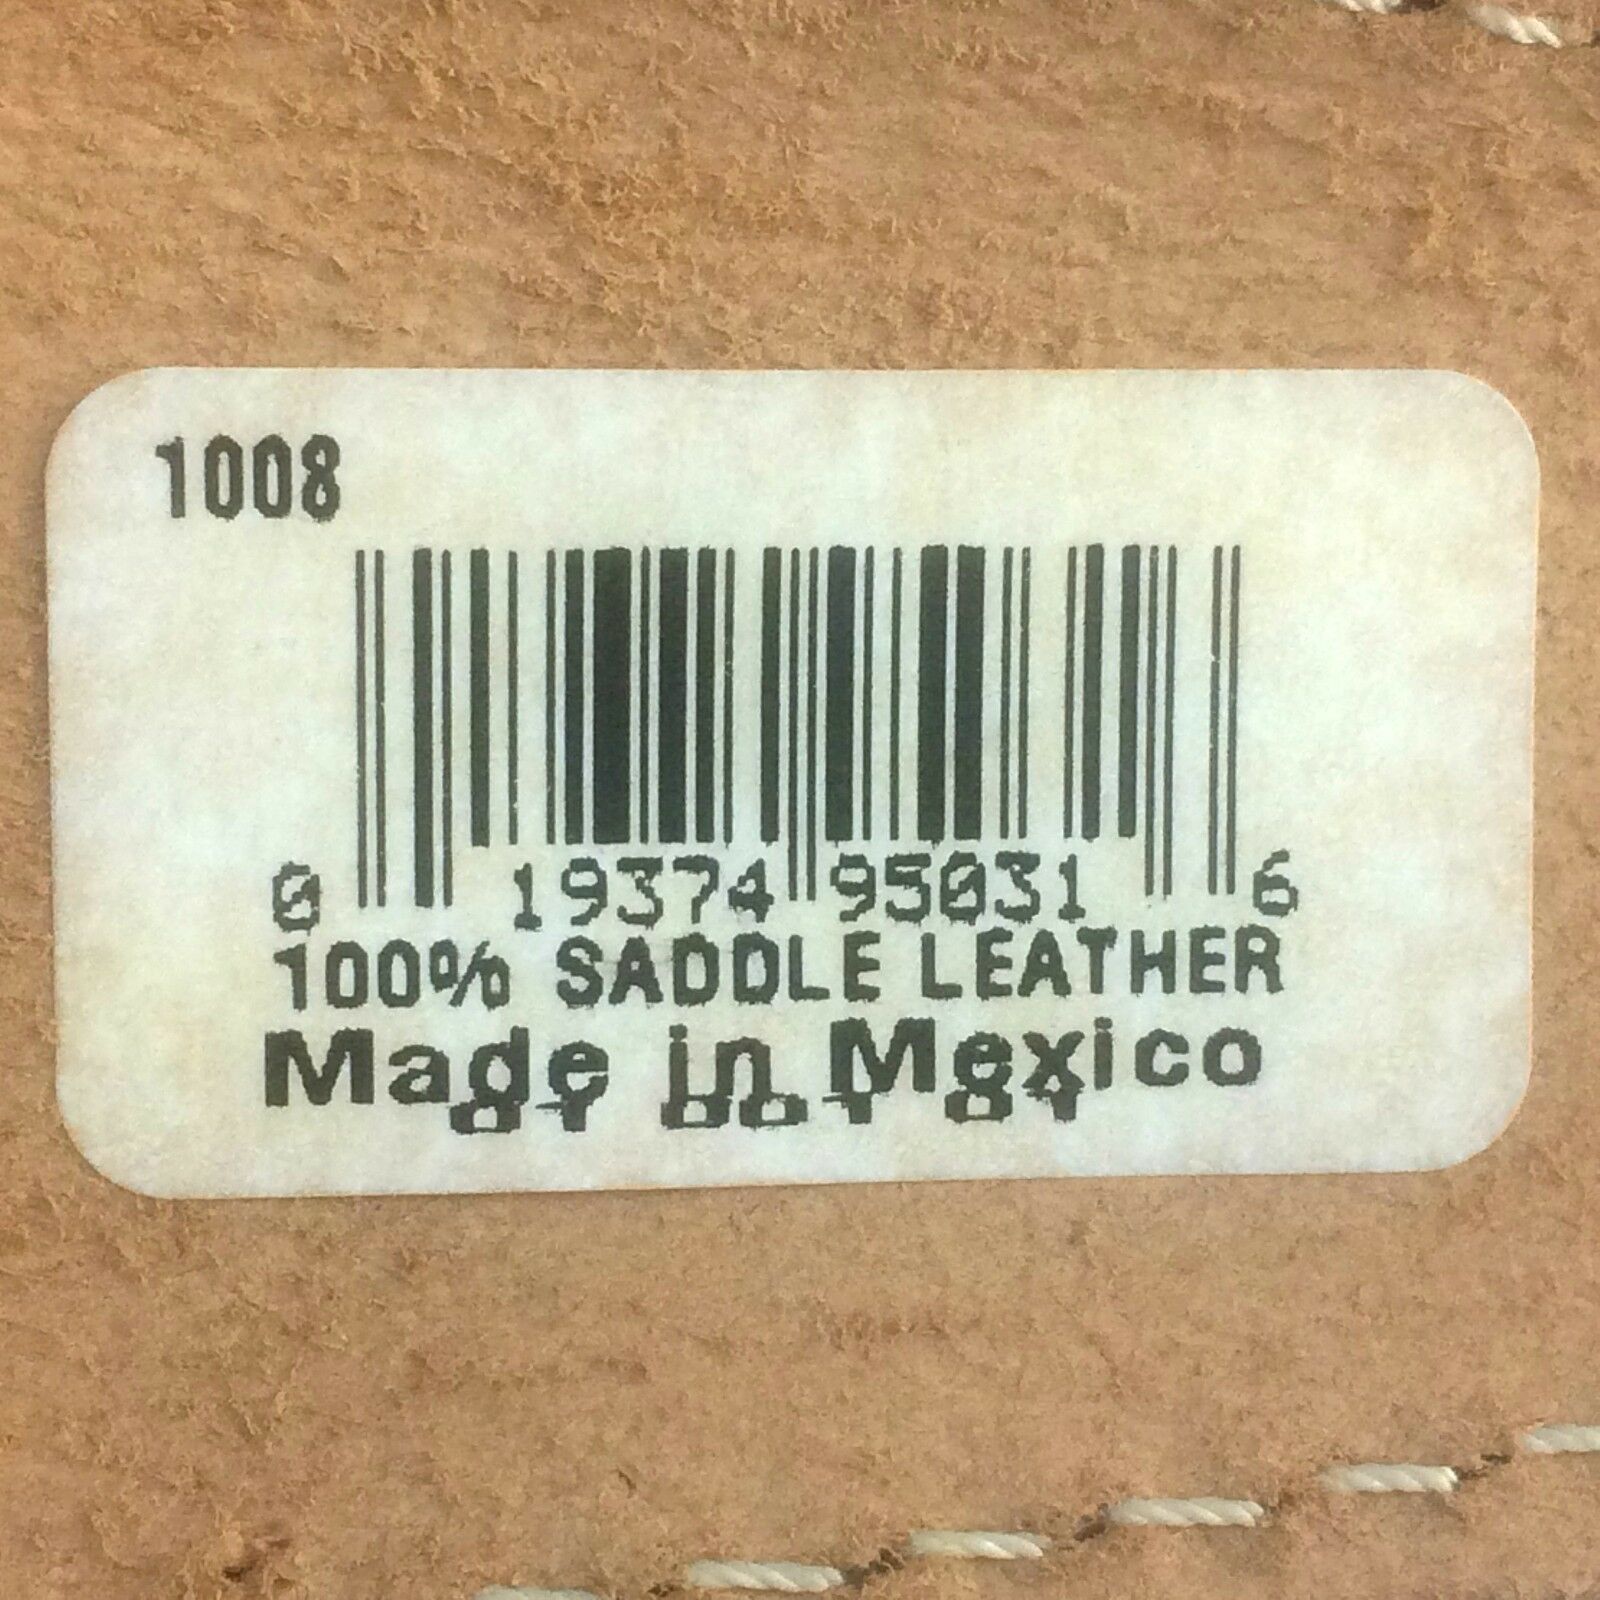 1008
0 19374 95031 6
100% SADDLE LEATHER
Made in Mexico